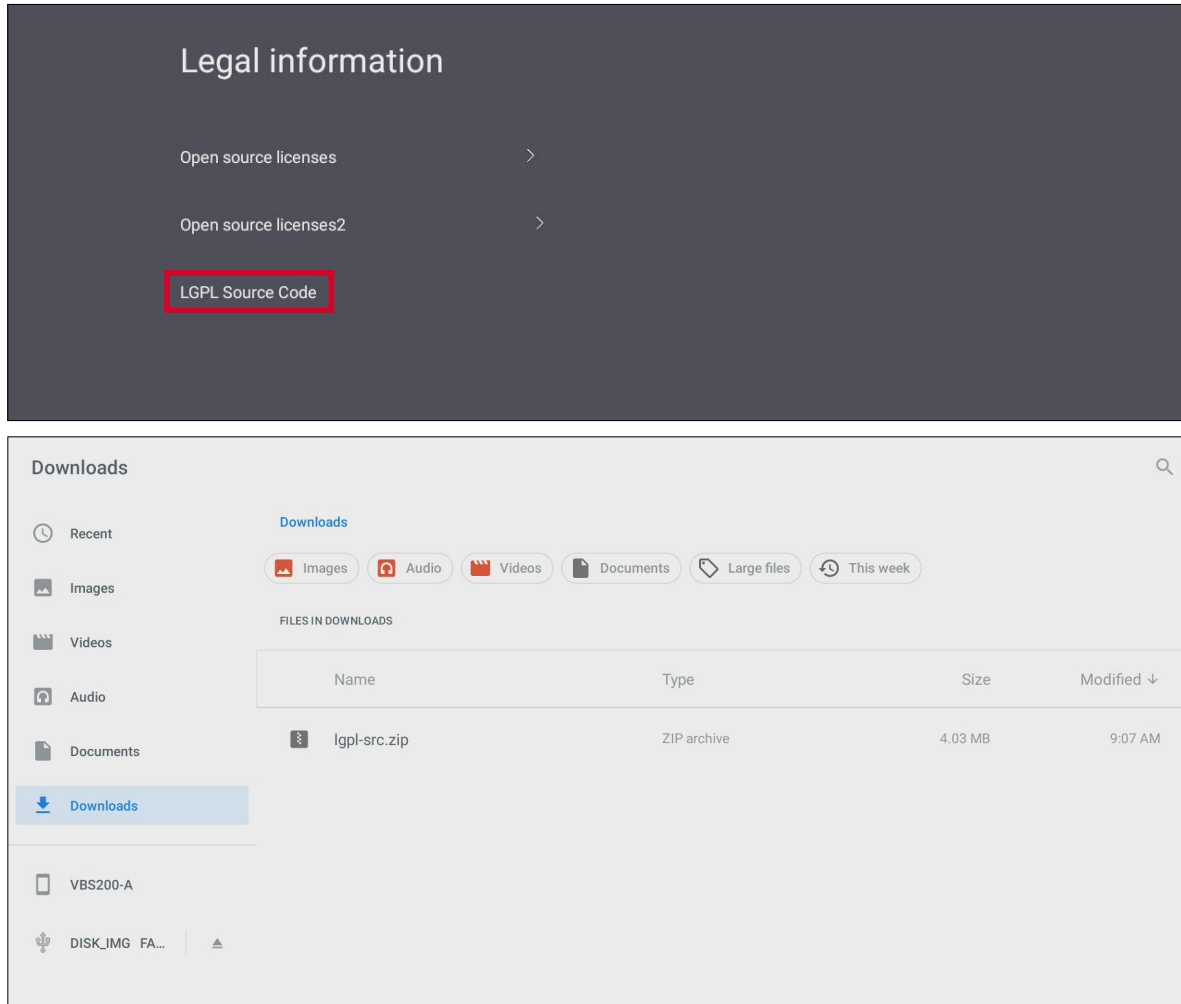 Legal information
Open source licenses
Open source licenses2
LGPL Source Code
Downloads
Recent
Images
Videos
Audio
Documents
Downloads
VBS200-A
DISK_IMG FA...
Downloads
Images Audio Videos Documents Large files This week
FILES IN DOWNLOADS
Name Type Size Modified
lgpl-src.zip ZIP archive 4.03 MB 9:07 AM